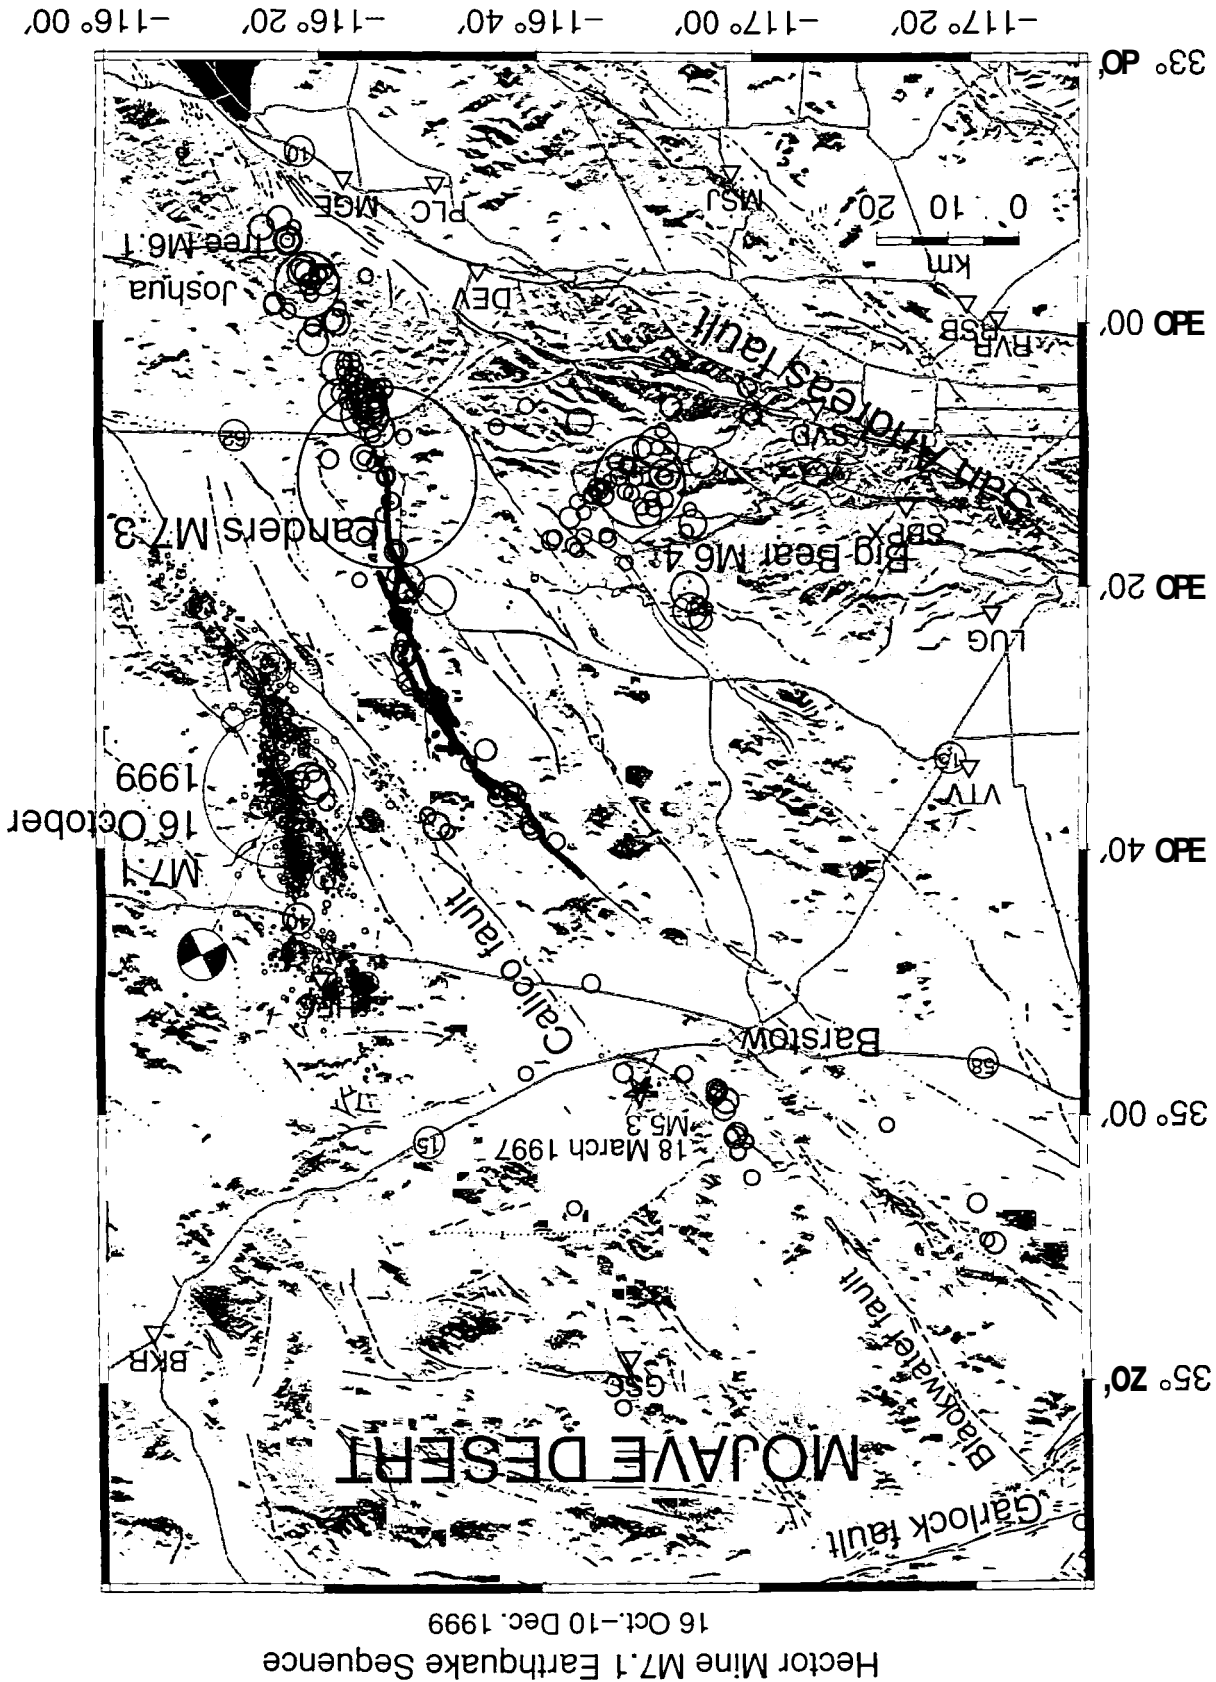 Hector Mine M7.1 Earthquake Sequence
16 Oct.–10 Dec. 1999
Garlock fault
MOJAVE DESERT
Blackwater fault
GSC
BKR
35° 20'
15
18 March 1997
M5.3
35° 00'
58
Barstow
Calico fault
HEC
40
M7.1
16 October
1999
34° 40'
VTV
15
LUG
34° 20'
Big Bear M6.4
SBPX
Landers M7.3
San Andreas fault
SVD
62
RVR
CSB
34° 00'
DEV
Joshua
Tree M6.1
km
0 10 20
MSJ
PLC
MGE
10
33° 40'
−117° 20'
−117° 00'
−116° 40'
−116° 20'
−116° 00'